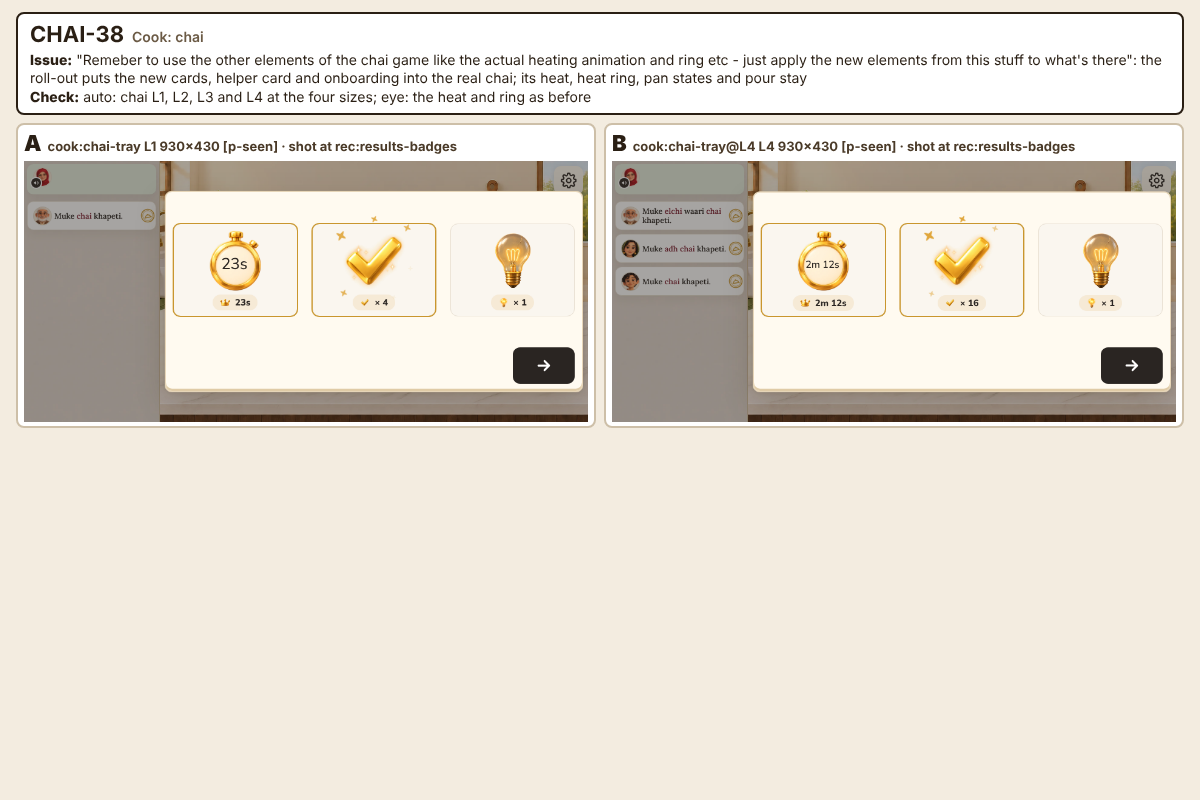 CHAI-38 Cook: chai
Issue: "Remeber to use the other elements of the chai game like the actual heating animation and ring etc - just apply the new elements from this stuff to what's there": the
roll-out puts the new cards, helper card and onboarding into the real chai; its heat, heat ring, pan states and pour stay
Check: auto: chai L1, L2, L3 and L4 at the four sizes; eye: the heat and ring as before
A cook:chai-tray L1 930×430 [p-seen] · shot at rec:results-badges
Muke chai khapeti.
23s
23s
× 4
× 1
B cook:chai-tray@L4 L4 930×430 [p-seen] · shot at rec:results-badges
Muke elchi waari chai
khapeti.
Muke adh chai khapeti.
Muke chai khapeti.
2m 12s
2m 12s
× 16
× 1